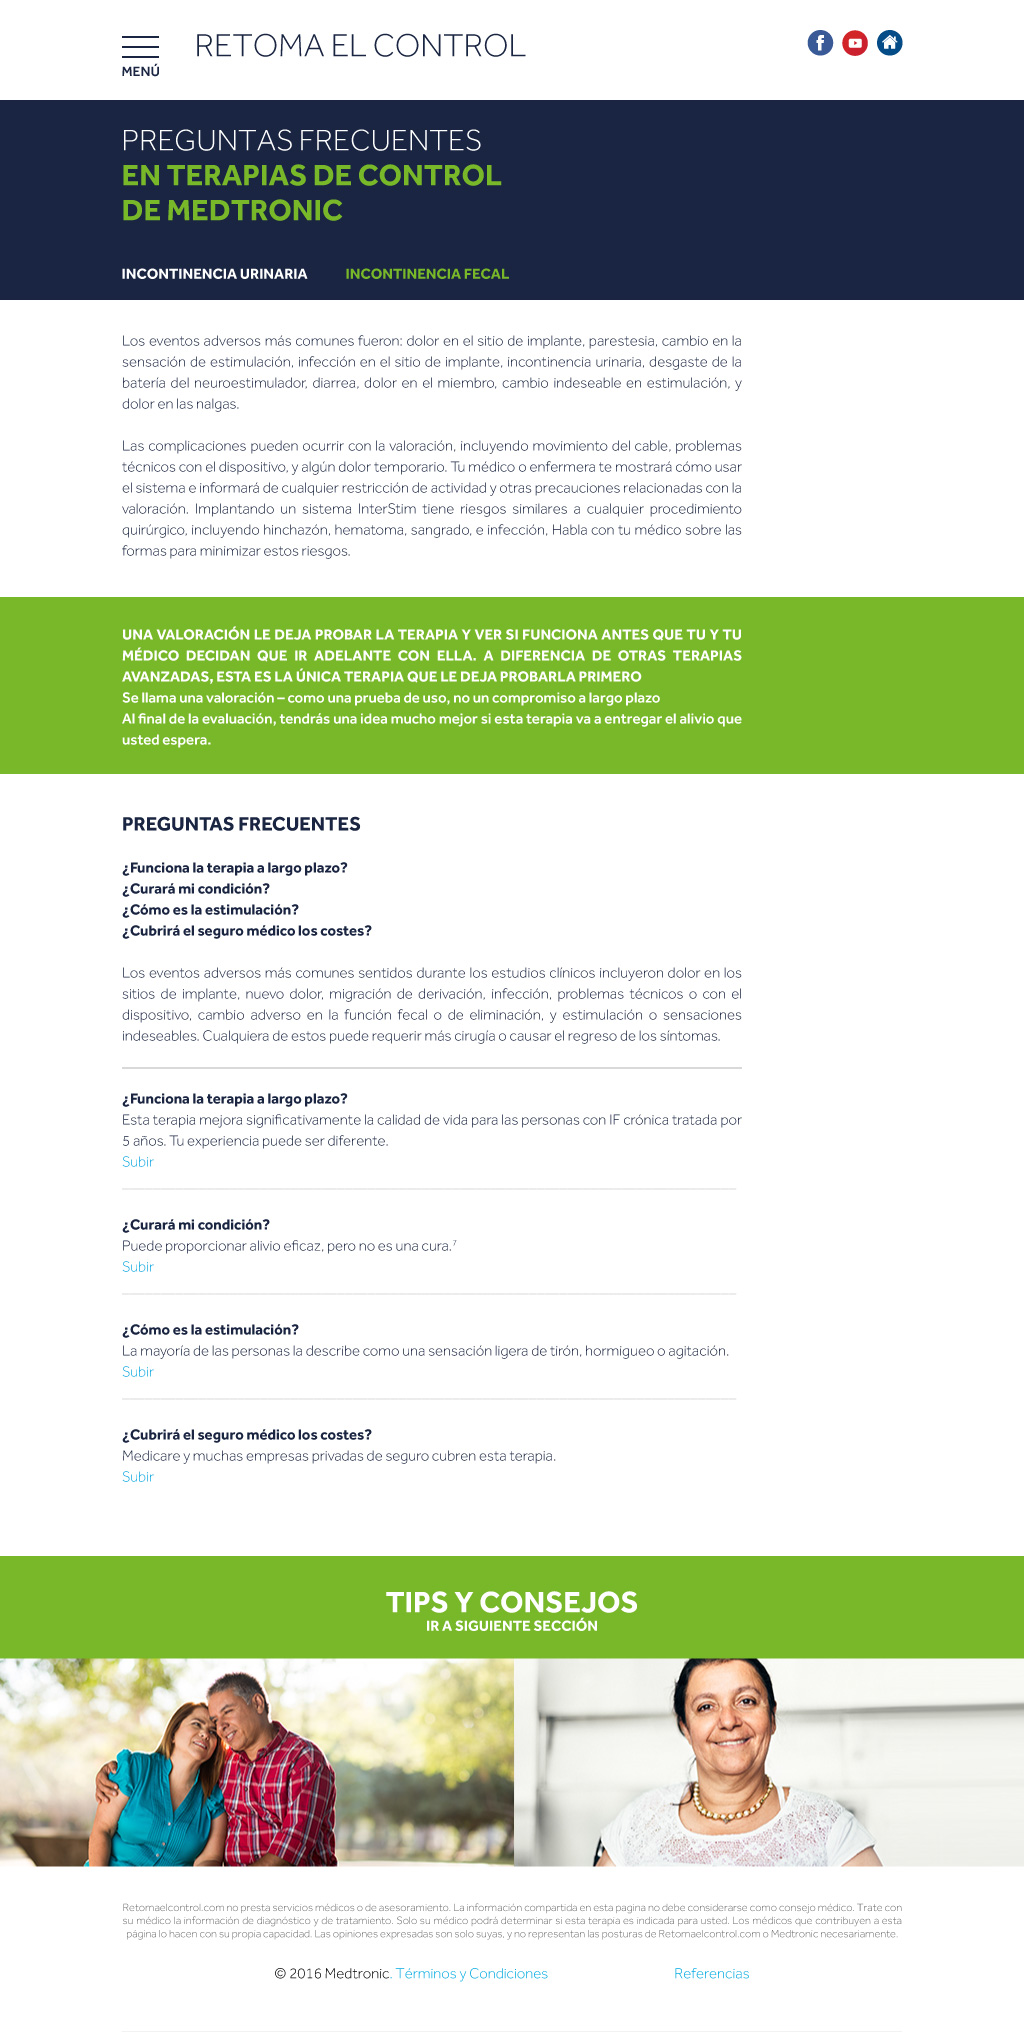 RETOMA EL CONTROL
MENÚ
PREGUNTAS FRECUENTES
EN TERAPIAS DE CONTROL
DE MEDTRONIC
INCONTINENCIA URINARIA INCONTINENCIA FECAL
Los eventos adversos más comunes fueron: dolor en el sitio de implante, parestesia, cambio en la
sensación de estimulación, infección en el sitio de implante, incontinencia urinaria, desgaste de la
batería del neuroestimulador, diarrea, dolor en el miembro, cambio indeseable en estimulación, y
dolor en las nalgas.
Las complicaciones pueden ocurrir con la valoración, incluyendo movimiento del cable, problemas
técnicos con el dispositivo, y algún dolor temporario. Tu médico o enfermera te mostrará cómo usar
el sistema e informará de cualquier restricción de actividad y otras precauciones relacionadas con la
valoración. Implantando un sistema InterStim tiene riesgos similares a cualquier procedimiento
quirúrgico, incluyendo hinchazón, hematoma, sangrado, e infección, Habla con tu médico sobre las
formas para minimizar estos riesgos.
UNA VALORACIÓN LE DEJA PROBAR LA TERAPIA Y VER SI FUNCIONA ANTES QUE TU Y TU
MÉDICO DECIDAN QUE IR ADELANTE CON ELLA. A DIFERENCIA DE OTRAS TERAPIAS
AVANZADAS, ESTA ES LA ÚNICA TERAPIA QUE LE DEJA PROBARLA PRIMERO
Se llama una valoración – como una prueba de uso, no un compromiso a largo plazo
Al final de la evaluación, tendrás una idea mucho mejor si esta terapia va a entregar el alivio que
usted espera.
PREGUNTAS FRECUENTES
¿Funciona la terapia a largo plazo?
¿Curará mi condición?
¿Cómo es la estimulación?
¿Cubrirá el seguro médico los costes?
Los eventos adversos más comunes sentidos durante los estudios clínicos incluyeron dolor en los
sitios de implante, nuevo dolor, migración de derivación, infección, problemas técnicos o con el
dispositivo, cambio adverso en la función fecal o de eliminación, y estimulación o sensaciones
indeseables. Cualquiera de estos puede requerir más cirugía o causar el regreso de los síntomas.
¿Funciona la terapia a largo plazo?
Esta terapia mejora significativamente la calidad de vida para las personas con IF crónica tratada por
5 años. Tu experiencia puede ser diferente.
Subir
¿Curará mi condición?
Puede proporcionar alivio eficaz, pero no es una cura.⁷
Subir
¿Cómo es la estimulación?
La mayoría de las personas la describe como una sensación ligera de tirón, hormigueo o agitación.
Subir
¿Cubrirá el seguro médico los costes?
Medicare y muchas empresas privadas de seguro cubren esta terapia.
Subir
TIPS Y CONSEJOS
IR A SIGUIENTE SECCIÓN
Retomaelcontrol.com no presta servicios médicos o de asesoramiento. La información compartida en esta pagina no debe considerarse como consejo médico. Trate con
su médico la información de diagnóstico y de tratamiento. Solo su médico podrá determinar si esta terapia es indicada para usted. Los médicos que contribuyen a esta
página lo hacen con su propia capacidad. Las opiniones expresadas son solo suyas, y no representan las posturas de Retomaelcontrol.com o Medtronic necesariamente.
© 2016 Medtronic. Términos y Condiciones Referencias